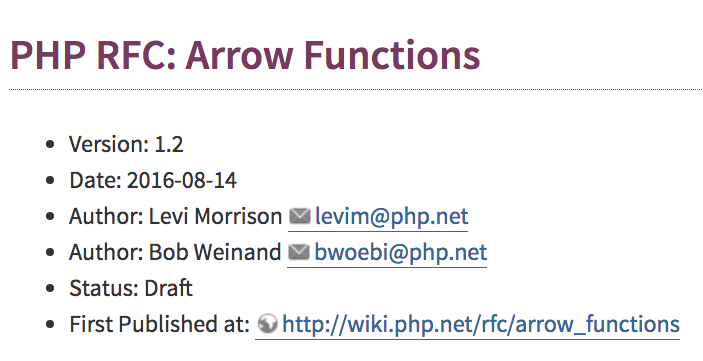 PHP RFC: Arrow Functions
Version: 1.2
Date: 2016-08-14
Author: Levi Morrison levim@php.net
Author: Bob Weinand bwoebi@php.net
Status: Draft
First Published at: http://wiki.php.net/rfc/arrow_functions